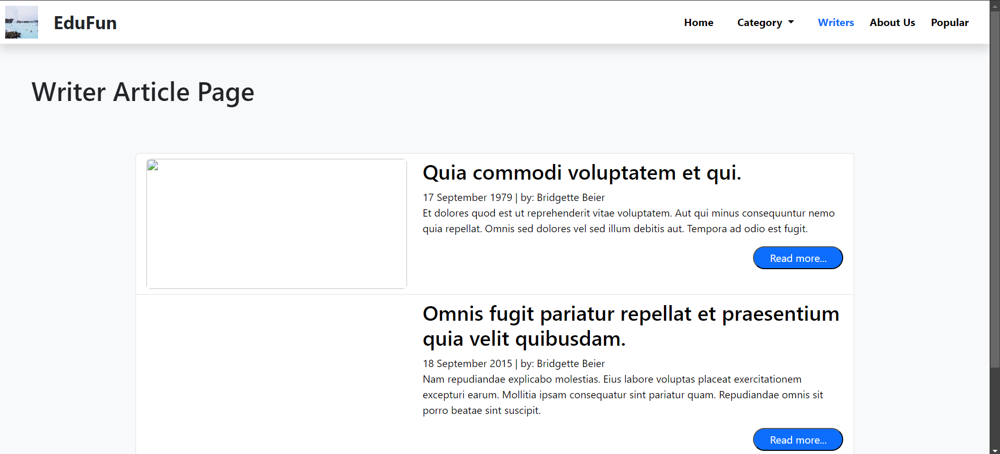 EduFun
Home Category Writers About Us Popular
Writer Article Page
Quia commodi voluptatem et qui.
17 September 1979 | by: Bridgette Beier
Et dolores quod est ut reprehenderit vitae voluptatem. Aut qui minus consequuntur nemo
quia repellat. Omnis sed dolores vel sed illum debitis aut. Tempora ad odio est fugit.
Read more...
Omnis fugit pariatur repellat et praesentium
quia velit quibusdam.
18 September 2015 | by: Bridgette Beier
Nam repudiandae explicabo molestias. Eius labore voluptas placeat exercitationem
excepturi earum. Mollitia ipsam consequatur sint pariatur quam. Repudiandae omnis sit
porro beatae sint suscipit.
Read more...